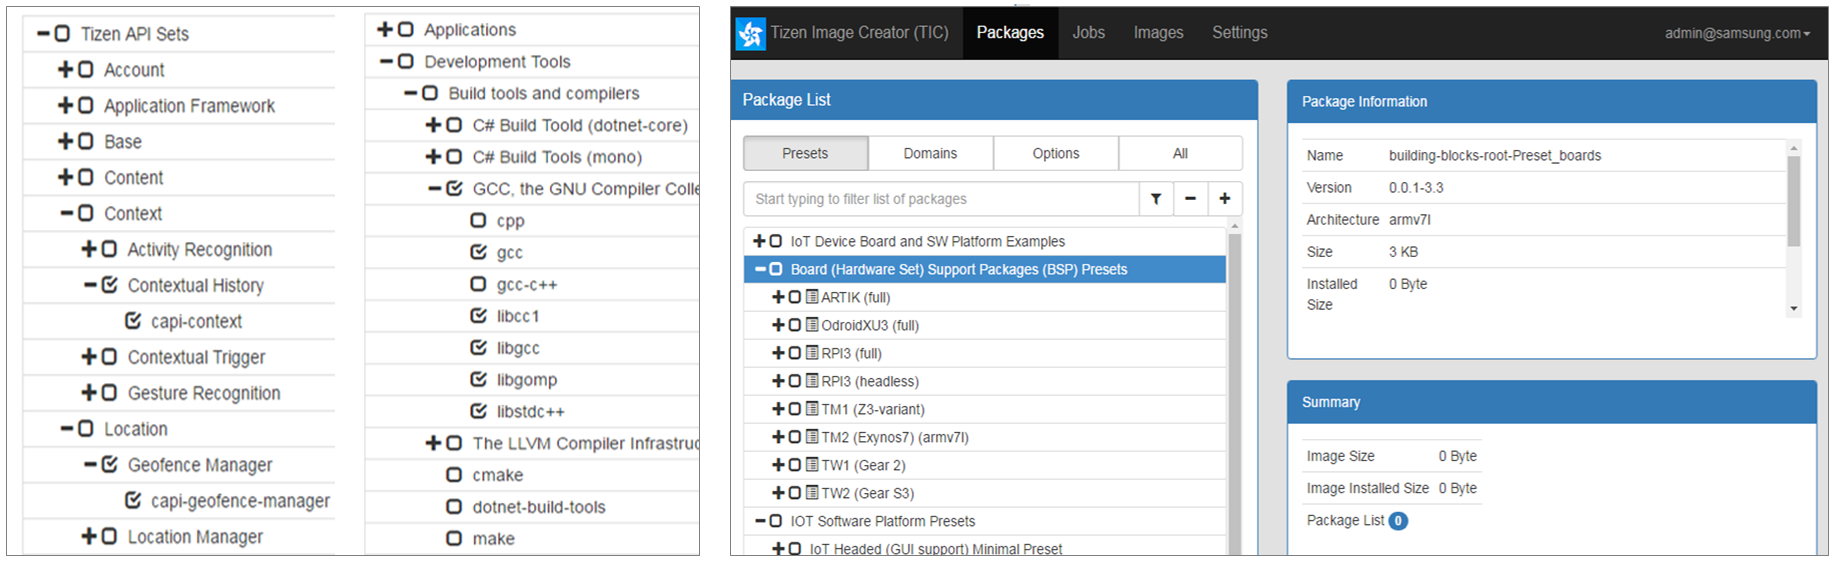 Tizen API Sets
Account
Application Framework
Base
Content
Context
Activity Recognition
Contextual History
capi-context
Contextual Trigger
Gesture Recognition
Location
Geofence Manager
capi-geofence-manager
Location Manager
Applications
Development Tools
Build tools and compilers
C# Build Toold (dotnet-core)
C# Build Tools (mono)
GCC, the GNU Compiler Colle
cpp
gcc
gcc-c++
libcc1
libgcc
libgomp
libstdc++
The LLVM Compiler Infrastruc
cmake
dotnet-build-tools
make
Tizen Image Creator (TIC) Packages Jobs Images Settings admin@samsung.com
Package List
Presets Domains Options All
Start typing to filter list of packages
IoT Device Board and SW Platform Examples
Board (Hardware Set) Support Packages (BSP) Presets
ARTIK (full)
OdroidXU3 (full)
RPI3 (full)
RPI3 (headless)
TM1 (Z3-variant)
TM2 (Exynos7) (armv7l)
TW1 (Gear 2)
TW2 (Gear S3)
IOT Software Platform Presets
IoT Headed (GUI support) Minimal Preset
Package Information
Name building-blocks-root-Preset_boards
Version 0.0.1-3.3
Architecture armv7l
Size 3 KB
Installed Size 0 Byte
Summary
Image Size 0 Byte
Image Installed Size 0 Byte
Package List 0